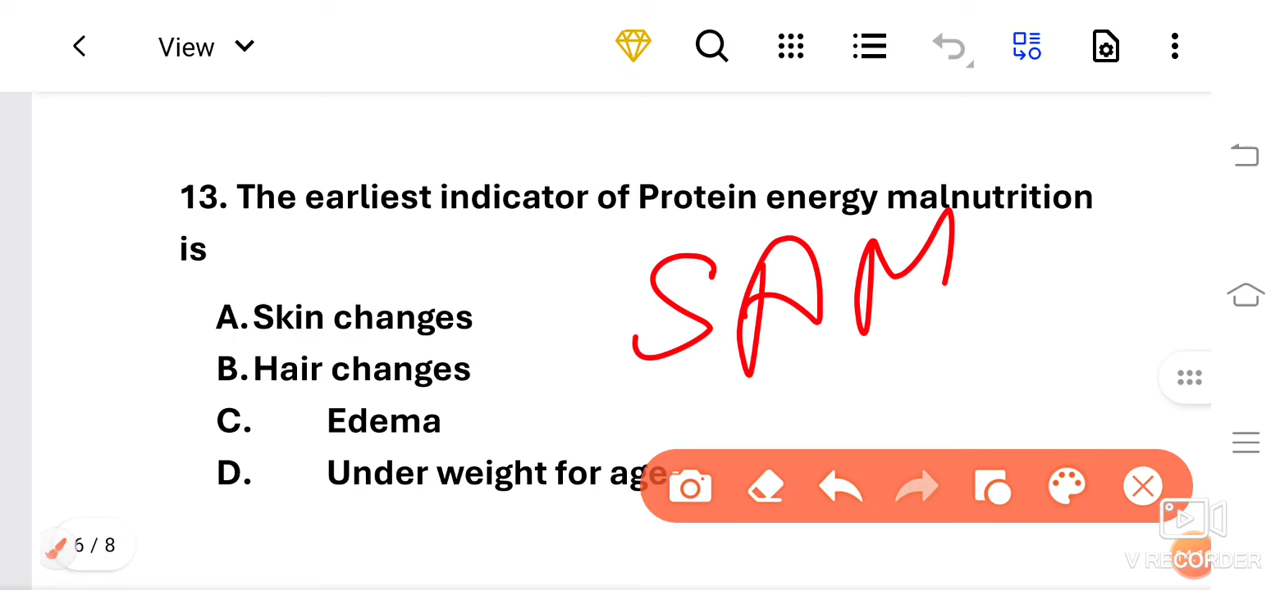 View
13. The earliest indicator of Protein energy malnutrition
is
SAM
A. Skin changes
B. Hair changes
C. Edema
D. Under weight for age
6 / 8
V RECORDER